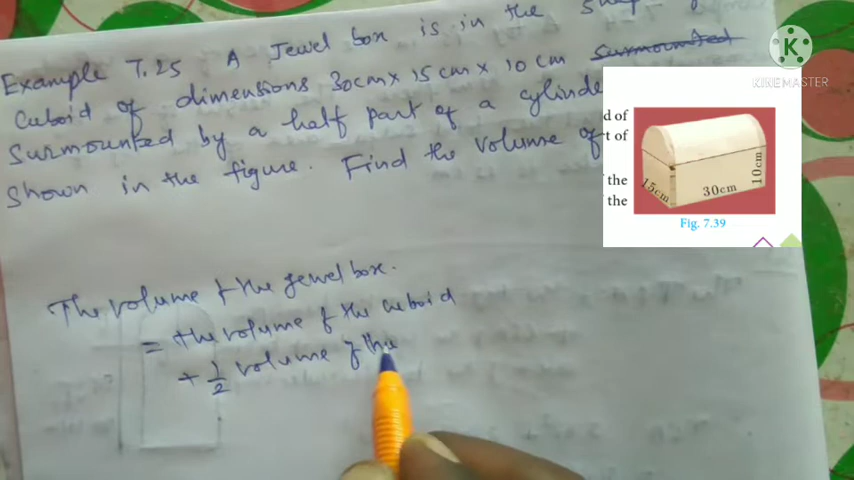 Example 7.25 A Jewel box is in the
cuboid of dimensions 30cm x 15cm x 10cm surmounted
surmounted by a half part of a cylinde
shown in the figure. Find the volume of
The volume f the jewel box.
= the volume f the cuboid
+ 1/2 volume f the
K
KINEMASTER
d of
t of
the
the
15cm
30cm
10cm
Fig. 7.39